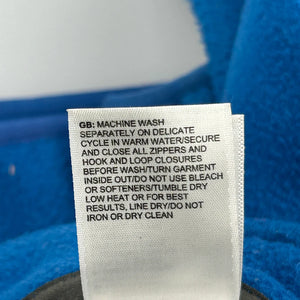 GB: MACHINE WASH
SEPARATELY ON DELICATE
CYCLE IN WARM WATER/SECURE
AND CLOSE ALL ZIPPERS AND
HOOK AND LOOP CLOSURES
BEFORE WASH/TURN GARMENT
INSIDE OUT/DO NOT USE BLEACH
OR SOFTENERS/TUMBLE DRY
LOW HEAT OR FOR BEST
RESULTS, LINE DRY/DO NOT
IRON OR DRY CLEAN